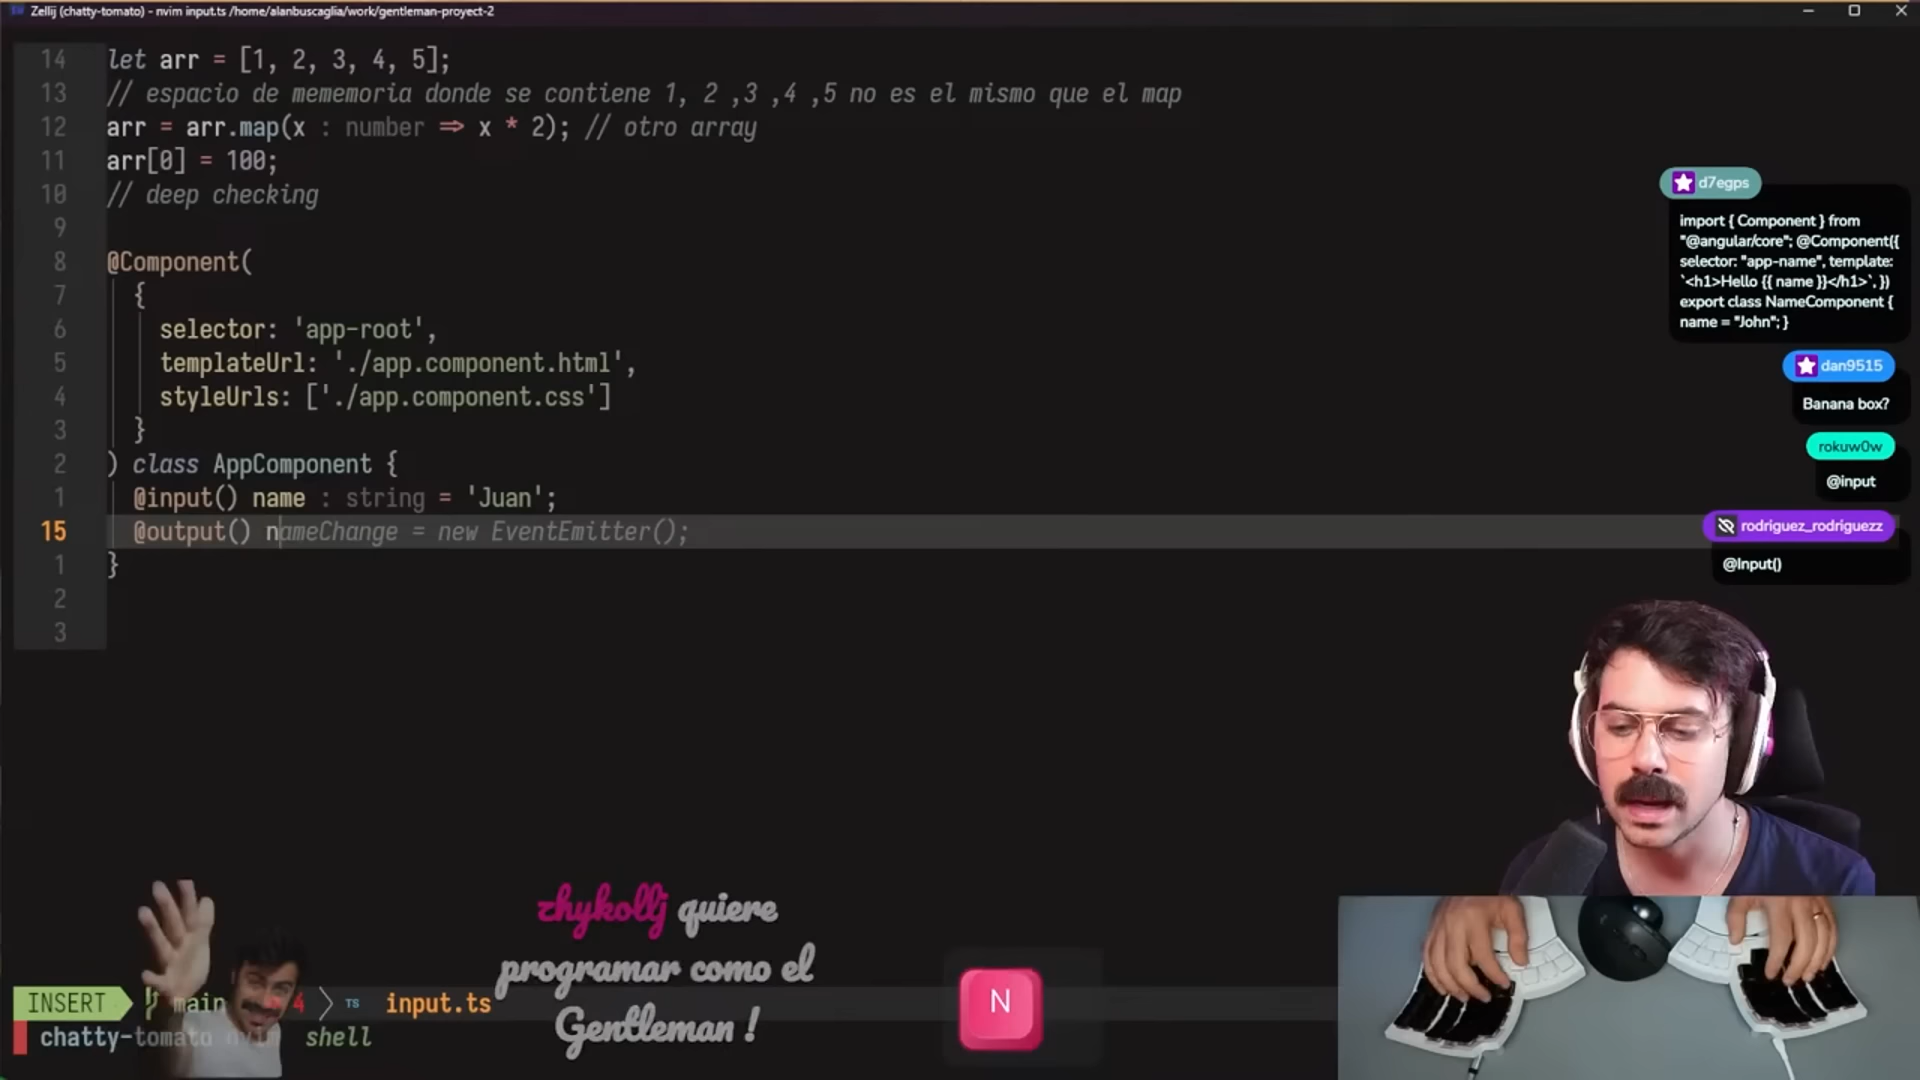 Zellij (chatty-tomato) - nvim input.ts /home/alanbuscaglia/work/gentleman-proyect-2
14 let arr = [1, 2, 3, 4, 5];
13 // espacio de mememoria donde se contiene 1, 2 ,3 ,4 ,5 no es el mismo que el map
12 arr = arr.map(x : number => x * 2); // otro array
11 arr[0] = 100;
10 // deep checking
9
8 @Component(
7 {
6 selector: 'app-root',
5 templateUrl: './app.component.html',
4 styleUrls: ['./app.component.css']
3 }
2 ) class AppComponent {
1 @input() name : string = 'Juan';
15 @output() nameChange = new EventEmitter();
1 }
2
3
d7egps
import { Component } from
"@angular/core"; @Component({
selector: "app-name", template:
`<h1>Hello {{ name }}</h1>`, })
export class NameComponent {
name = "John"; }
dan9515
Banana box?
rokuw0w
@input
rodriguez_rodriguezz
@Input()
zhykollj quiere
programar como el
Gentleman !
N
INSERT main 4 TS input.ts
chatty-tomato nvim shell